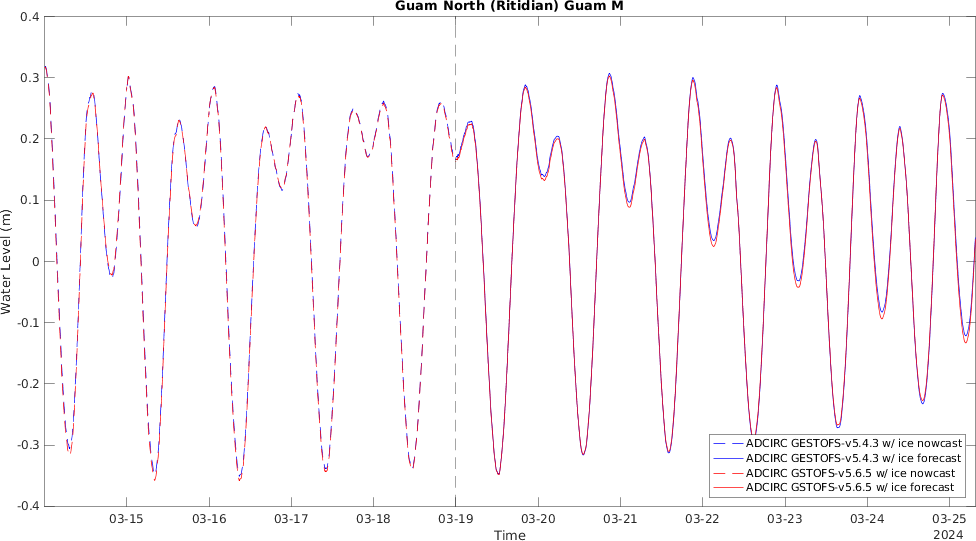 Guam North (Ritidian) Guam M
0.4
0.3
0.2
0.1
0
-0.1
-0.2
-0.3
-0.4
Water Level (m)
ADCIRC GESTOFS-v5.4.3 w/ ice nowcast
ADCIRC GESTOFS-v5.4.3 w/ ice forecast
ADCIRC GSTOFS-v5.6.5 w/ ice nowcast
ADCIRC GSTOFS-v5.6.5 w/ ice forecast
03-15 03-16 03-17 03-18 03-19 03-20 03-21 03-22 03-23 03-24 03-25
2024
Time